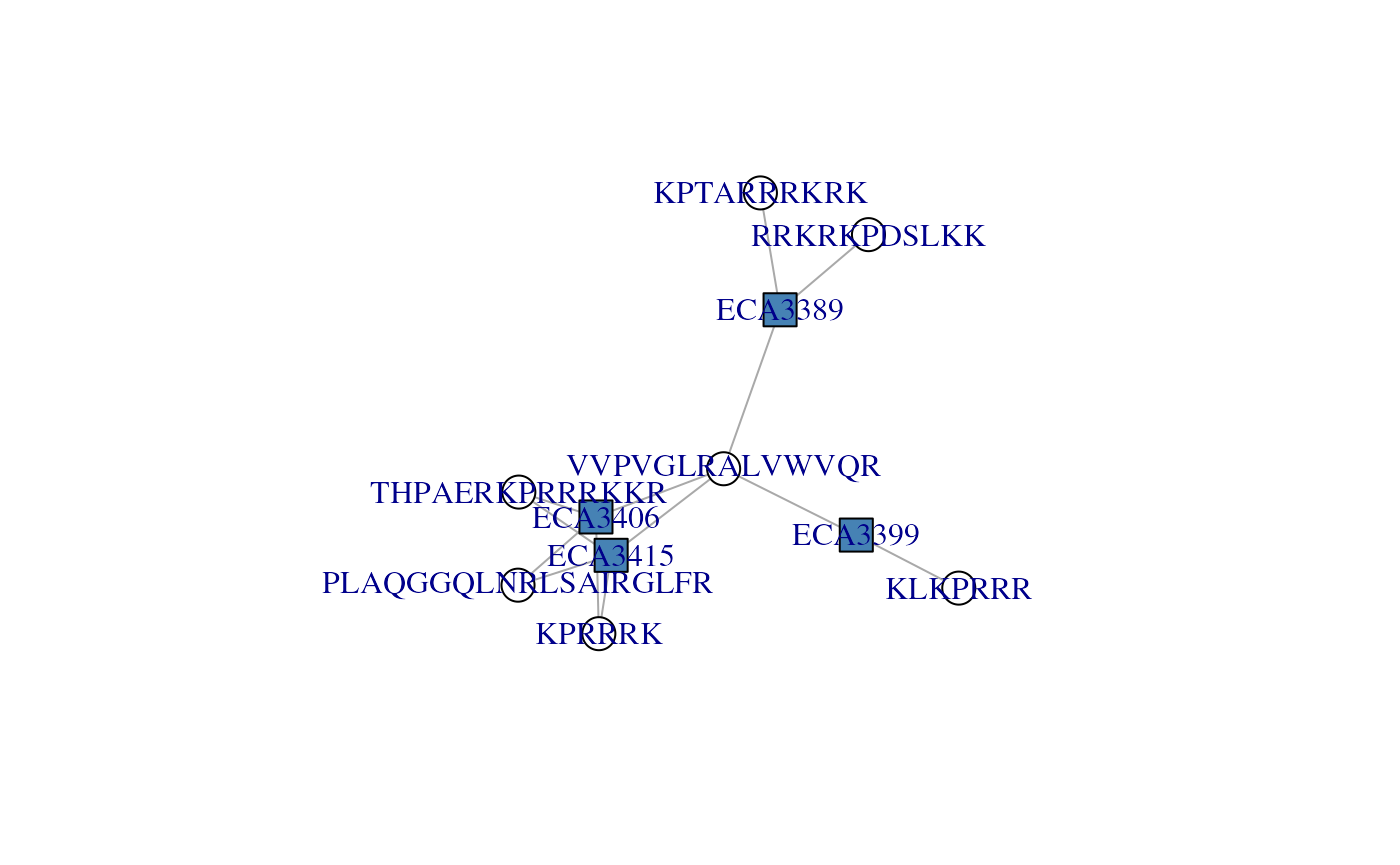 KPTARRRKRK
RRKRKPDSLKK
ECA3389
VVPVGLRALVWVQR
THPAERKPRRRKKR
ECA3406
ECA3399
ECA3415
PLAQGGQLNRLSAIRGLFR
KLKPRRR
KPRRRK